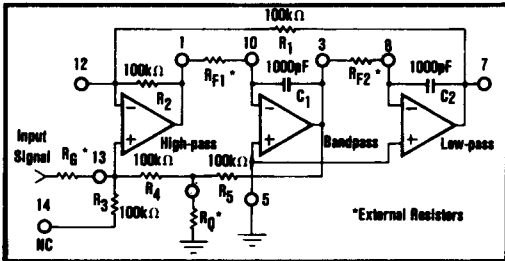 100kΩ
R1
1
10
3
8
12
100kΩ
RF1*
1000pF
RF2*
1000pF
7
R2
C1
C2
−
−
−
+
+
+
High-pass
Bandpass
Low-pass
Input
Signal
RG*
13
100kΩ
100kΩ
R4
R5
14
R3
100kΩ
5
NC
RQ*
*External Resistors